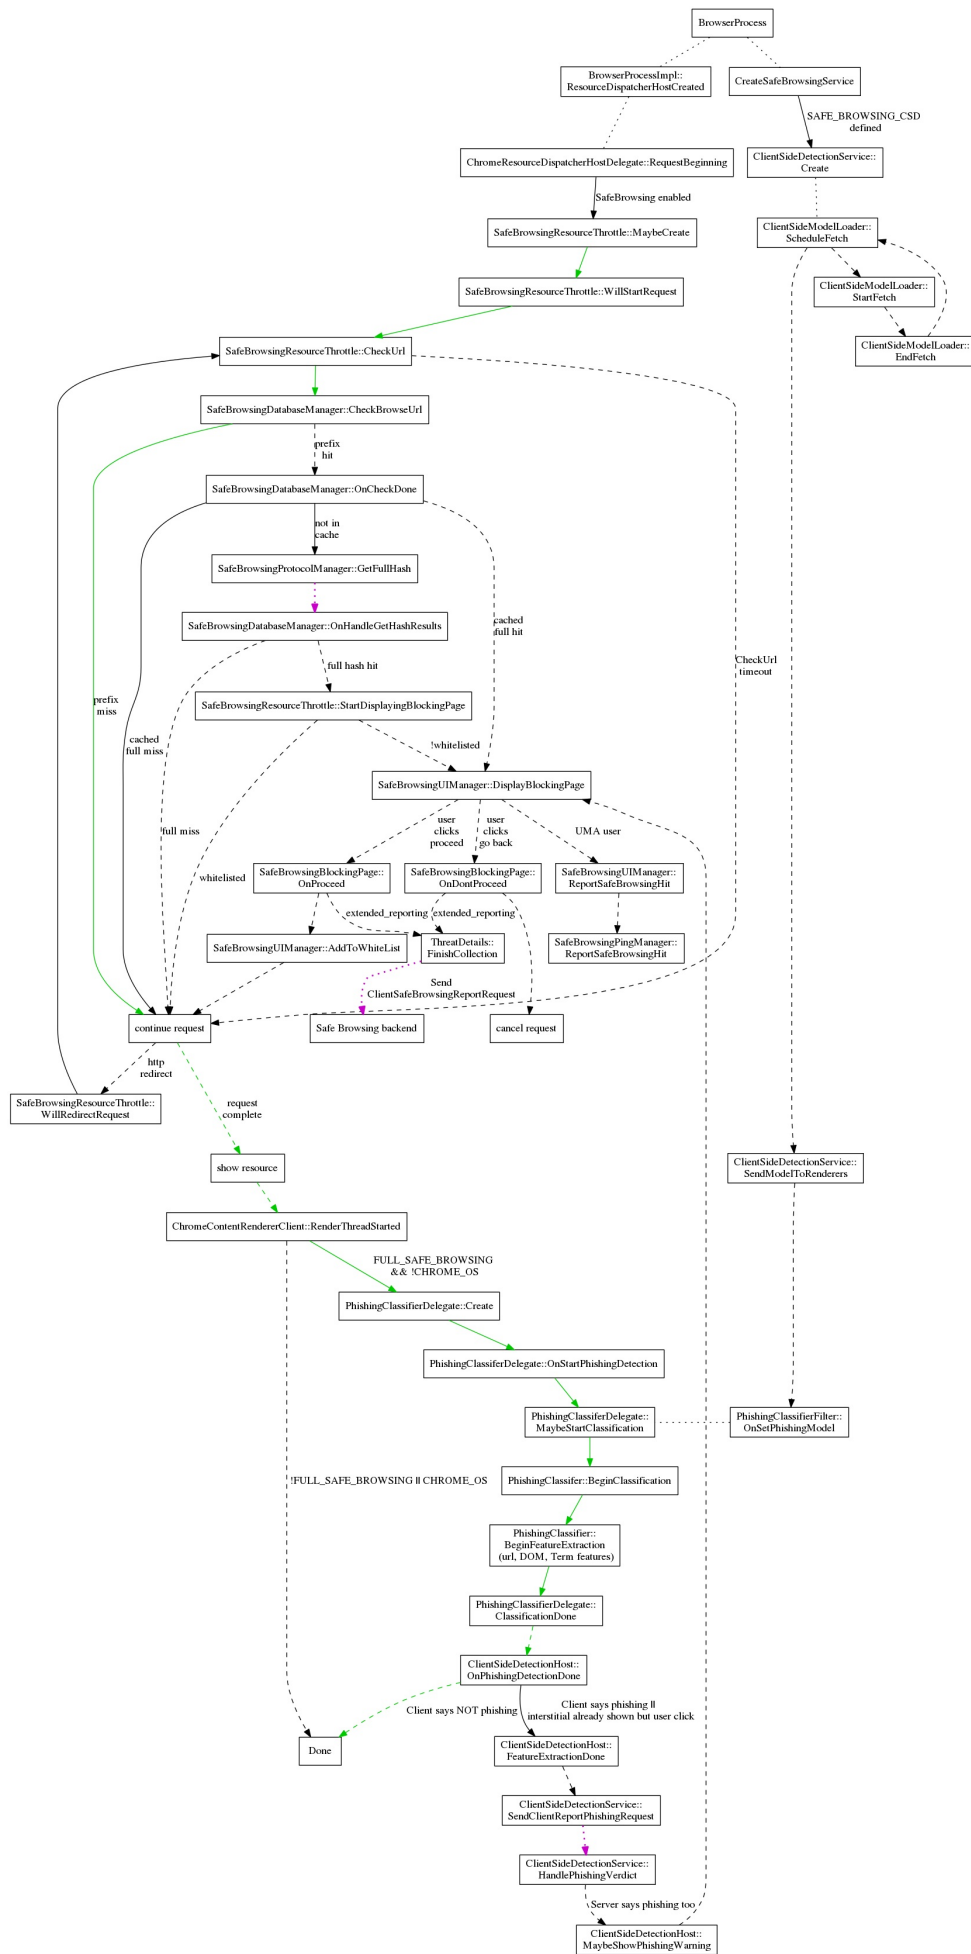 BrowserProcess
BrowserProcessImpl::
ResourceDispatcherHostCreated
CreateSafeBrowsingService
SAFE_BROWSING_CSD
defined
ChromeResourceDispatcherHostDelegate::RequestBeginning
ClientSideDetectionService::
Create
SafeBrowsing enabled
SafeBrowsingResourceThrottle::MaybeCreate
ClientSideModelLoader::
ScheduleFetch
SafeBrowsingResourceThrottle::WillStartRequest
ClientSideModelLoader::
StartFetch
SafeBrowsingResourceThrottle::CheckUrl
ClientSideModelLoader::
EndFetch
SafeBrowsingDatabaseManager::CheckBrowseUrl
prefix
hit
SafeBrowsingDatabaseManager::OnCheckDone
not in
cache
SafeBrowsingProtocolManager::GetFullHash
SafeBrowsingDatabaseManager::OnHandleGetHashResults
cached
full hit
full hash hit
CheckUrl
timeout
SafeBrowsingResourceThrottle::StartDisplayingBlockingPage
prefix
miss
cached
full miss
!whitelisted
SafeBrowsingUIManager::DisplayBlockingPage
full miss
user
clicks
proceed
user
clicks
go back
UMA user
whitelisted
SafeBrowsingBlockingPage::
OnProceed
SafeBrowsingBlockingPage::
OnDontProceed
SafeBrowsingUIManager::
ReportSafeBrowsingHit
extended_reporting
extended_reporting
SafeBrowsingUIManager::AddToWhiteList
ThreatDetails::
FinishCollection
SafeBrowsingPingManager::
ReportSafeBrowsingHit
Send
ClientSafeBrowsingReportRequest
continue request
Safe Browsing backend
cancel request
http
redirect
SafeBrowsingResourceThrottle::
WillRedirectRequest
request
complete
show resource
ClientSideDetectionService::
SendModelToRenderers
ChromeContentRendererClient::RenderThreadStarted
FULL_SAFE_BROWSING
&& !CHROME_OS
PhishingClassifierDelegate::Create
PhishingClassiferDelegate::OnStartPhishingDetection
PhishingClassiferDelegate::
MaybeStartClassification
PhishingClassifierFilter::
OnSetPhishingModel
!FULL_SAFE_BROWSING || CHROME_OS
PhishingClassifer::BeginClassification
PhishingClassifier::
BeginFeatureExtraction
(url, DOM, Term features)
PhishingClassifierDelegate::
ClassificationDone
ClientSideDetectionHost::
OnPhishingDetectionDone
Client says NOT phishing
Client says phishing ||
interstitial already shown but user click
Done
ClientSideDetectionHost::
FeatureExtractionDone
ClientSideDetectionService::
SendClientReportPhishingRequest
ClientSideDetectionService::
HandlePhishingVerdict
Server says phishing too
ClientSideDetectionHost::
MaybeShowPhishingWarning